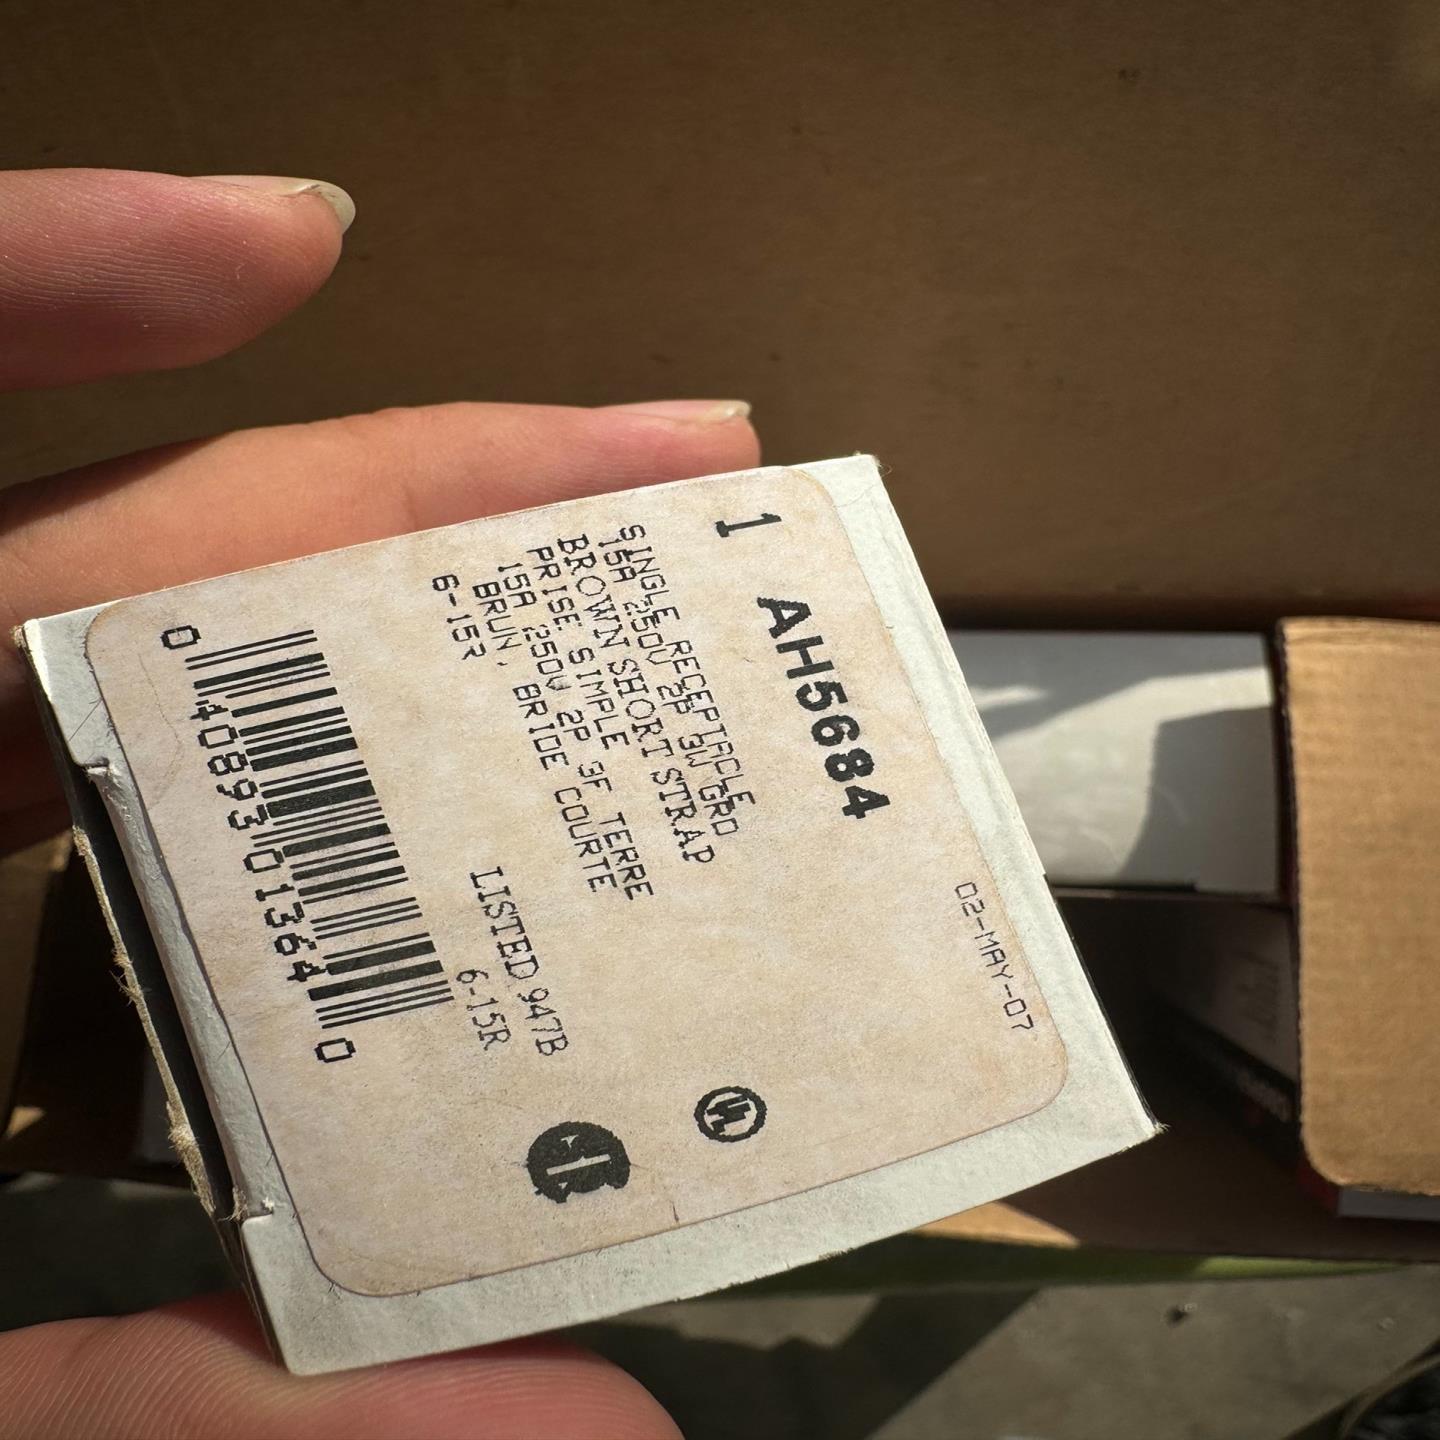 1 AH5684
02-MAY-07
SINGLE RECEPTACLE
15A 250V 2P 3W GRD
BROWN SHORT STRAP
PRISE SIMPLE 3F TERRE
15A 250V 2P BRIDE COURTE
BRUN.
6-15R
LISTED 947B
6-15R
0 40893 01364 0
UL